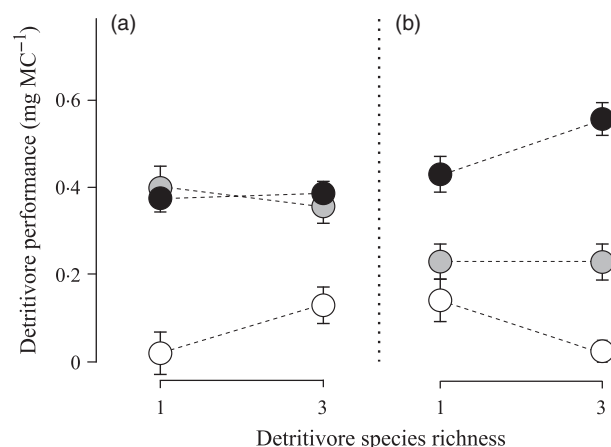 (a)
(b)
Detritivore performance (mg MC⁻¹)
0·6
0·4
0·2
0
1
3
1
3
Detritivore species richness